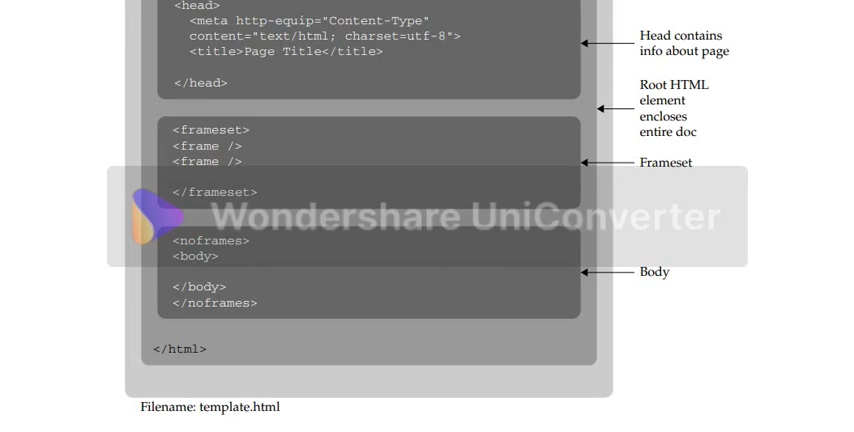 <head>
<meta http-equip="Content-Type"
content="text/html; charset=utf-8">
<title>Page Title</title>
</head>
Head contains
info about page
Root HTML
element
encloses
entire doc
<frameset>
<frame />
<frame />
</frameset>
Frameset
Wondershare UniConverter
<noframes>
<body>
</body>
</noframes>
Body
</html>
Filename: template.html